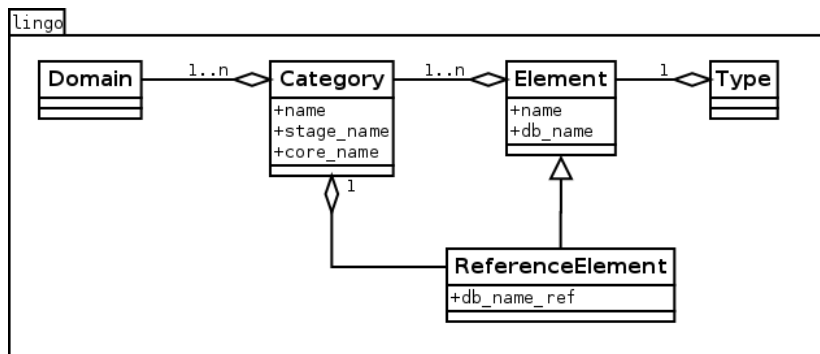 lingo
Domain
1..n
Category
+name
+stage_name
+core_name
1..n
Element
+name
+db_name
1
Type
1
ReferenceElement
+db_name_ref